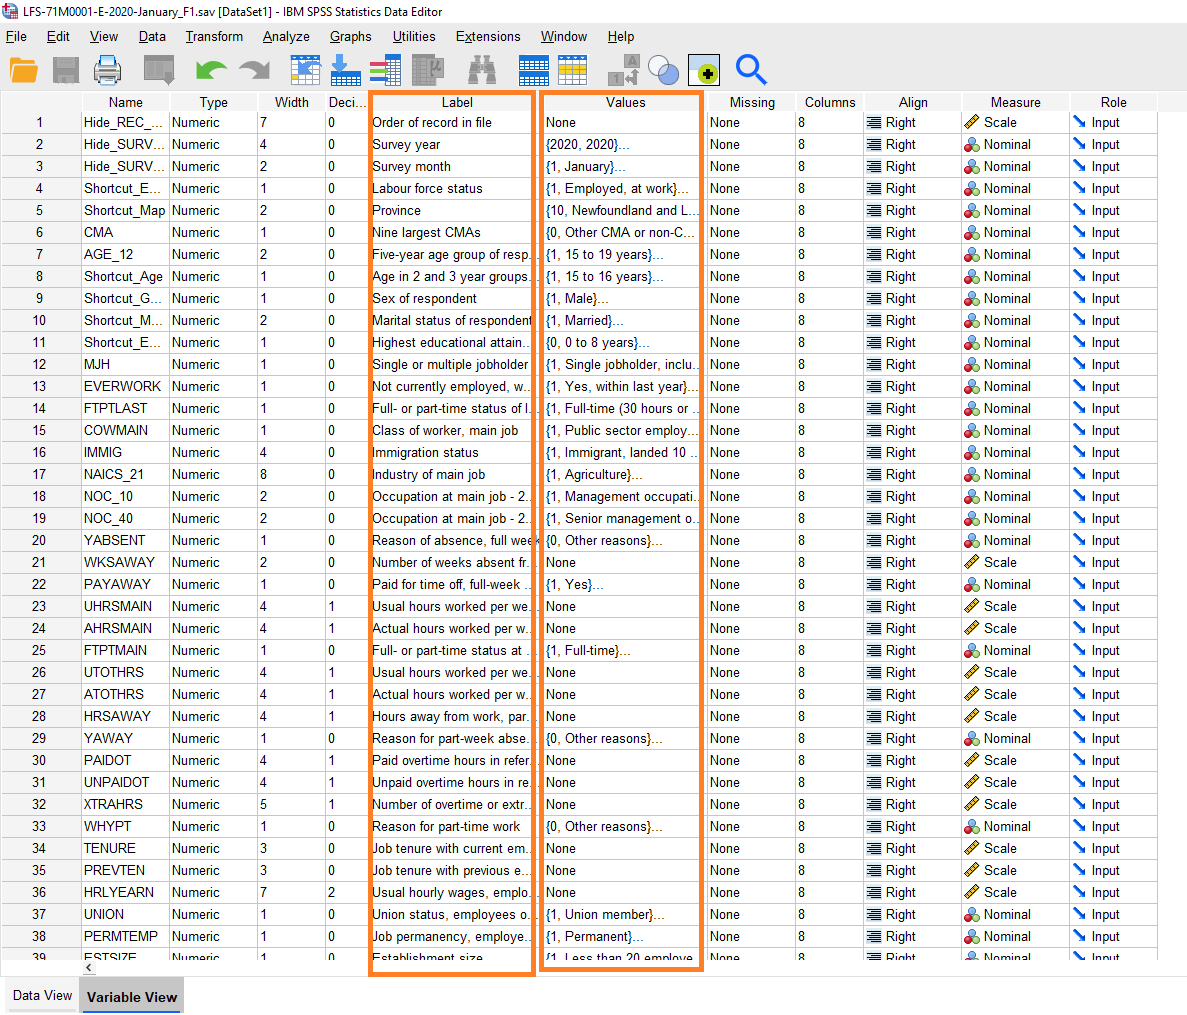 LFS-71M0001-E-2020-January_F1.sav [DataSet1] - IBM SPSS Statistics Data Editor
File Edit View Data Transform Analyze Graphs Utilities Extensions Window Help
Name Type Width Deci... Label Values Missing Columns Align Measure Role
1 Hide_REC_... Numeric 7 0 Order of record in file None None 8 Right Scale Input
2 Hide_SURV... Numeric 4 0 Survey year {2020, 2020}... None 8 Right Nominal Input
3 Hide_SURV... Numeric 2 0 Survey month {1, January}... None 8 Right Nominal Input
4 Shortcut_E... Numeric 1 0 Labour force status {1, Employed, at work}... None 8 Right Nominal Input
5 Shortcut_Map Numeric 2 0 Province {10, Newfoundland and L... None 8 Right Nominal Input
6 CMA Numeric 1 0 Nine largest CMAs {0, Other CMA or non-C... None 8 Right Nominal Input
7 AGE_12 Numeric 2 0 Five-year age group of resp... {1, 15 to 19 years}... None 8 Right Nominal Input
8 Shortcut_Age Numeric 1 0 Age in 2 and 3 year groups... {1, 15 to 16 years}... None 8 Right Nominal Input
9 Shortcut_G... Numeric 1 0 Sex of respondent {1, Male}... None 8 Right Nominal Input
10 Shortcut_M... Numeric 2 0 Marital status of respondent {1, Married}... None 8 Right Nominal Input
11 Shortcut_E... Numeric 1 0 Highest educational attain... {0, 0 to 8 years}... None 8 Right Nominal Input
12 MJH Numeric 1 0 Single or multiple jobholder {1, Single jobholder, inclu... None 8 Right Nominal Input
13 EVERWORK Numeric 1 0 Not currently employed, w... {1, Yes, within last year}... None 8 Right Nominal Input
14 FTPTLAST Numeric 1 0 Full- or part-time status of l... {1, Full-time (30 hours or ... None 8 Right Nominal Input
15 COWMAIN Numeric 1 0 Class of worker, main job {1, Public sector employ... None 8 Right Nominal Input
16 IMMIG Numeric 4 0 Immigration status {1, Immigrant, landed 10 ... None 8 Right Nominal Input
17 NAICS_21 Numeric 8 0 Industry of main job {1, Agriculture}... None 8 Right Nominal Input
18 NOC_10 Numeric 2 0 Occupation at main job - 2... {1, Management occupati... None 8 Right Nominal Input
19 NOC_40 Numeric 2 0 Occupation at main job - 2... {1, Senior management o... None 8 Right Nominal Input
20 YABSENT Numeric 1 0 Reason of absence, full week {0, Other reasons}... None 8 Right Nominal Input
21 WKSAWAY Numeric 2 0 Number of weeks absent fr... None None 8 Right Scale Input
22 PAYAWAY Numeric 1 0 Paid for time off, full-week ... {1, Yes}... None 8 Right Nominal Input
23 UHRSMAIN Numeric 4 1 Usual hours worked per we... None None 8 Right Scale Input
24 AHRSMAIN Numeric 4 1 Actual hours worked per w... None None 8 Right Scale Input
25 FTPTMAIN Numeric 1 0 Full- or part-time status at ... {1, Full-time}... None 8 Right Nominal Input
26 UTOTHRS Numeric 4 1 Usual hours worked per we... None None 8 Right Scale Input
27 ATOTHRS Numeric 4 1 Actual hours worked per w... None None 8 Right Scale Input
28 HRSAWAY Numeric 4 1 Hours away from work, par... None None 8 Right Scale Input
29 YAWAY Numeric 1 0 Reason for part-week abse... {0, Other reasons}... None 8 Right Nominal Input
30 PAIDOT Numeric 4 1 Paid overtime hours in refer... None None 8 Right Scale Input
31 UNPAIDOT Numeric 4 1 Unpaid overtime hours in re... None None 8 Right Scale Input
32 XTRAHRS Numeric 5 1 Number of overtime or extr... None None 8 Right Scale Input
33 WHYPT Numeric 1 0 Reason for part-time work {0, Other reasons}... None 8 Right Nominal Input
34 TENURE Numeric 3 0 Job tenure with current em... None None 8 Right Scale Input
35 PREVTEN Numeric 3 0 Job tenure with previous e... None None 8 Right Scale Input
36 HRLYEARN Numeric 7 2 Usual hourly wages, emplo... None None 8 Right Scale Input
37 UNION Numeric 1 0 Union status, employees o... {1, Union member}... None 8 Right Nominal Input
38 PERMTEMP Numeric 1 0 Job permanency, employe... {1, Permanent}... None 8 Right Nominal Input
39 ESTSIZE Numeric 1 0 Establishment size {1, Less than 20 employe... None 8 Right Nominal Input
Data View Variable View